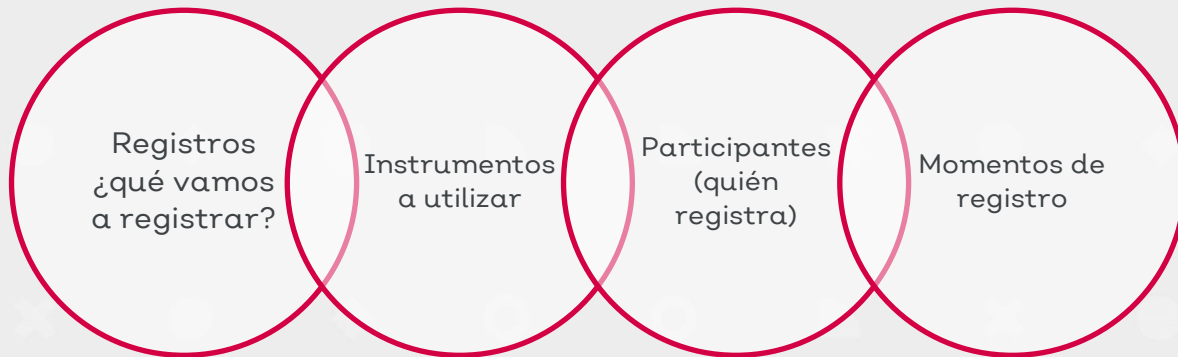 Registros
¿qué vamos
a registrar?
Instrumentos
a utilizar
Participantes
(quién
registra)
Momentos de
registro